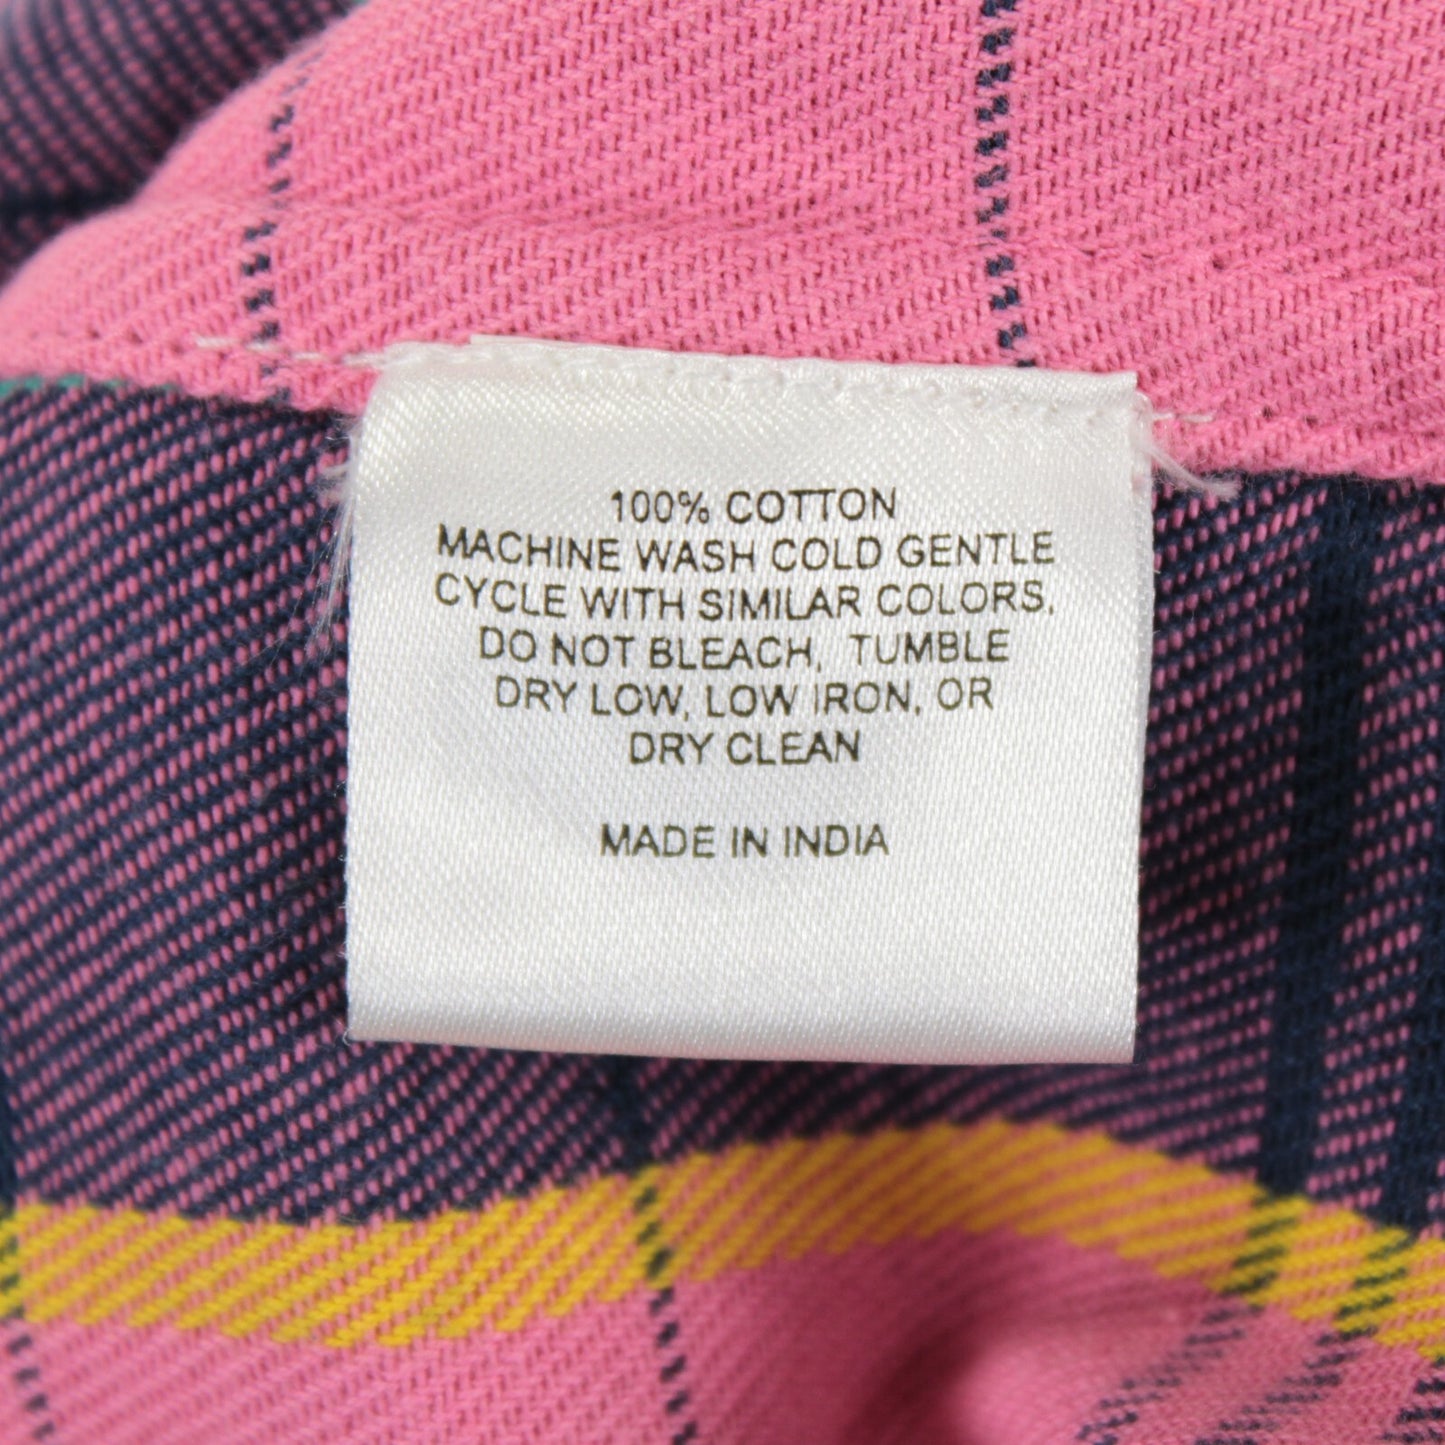 100% COTTON
MACHINE WASH COLD GENTLE
CYCLE WITH SIMILAR COLORS,
DO NOT BLEACH, TUMBLE
DRY LOW, LOW IRON, OR
DRY CLEAN
MADE IN INDIA